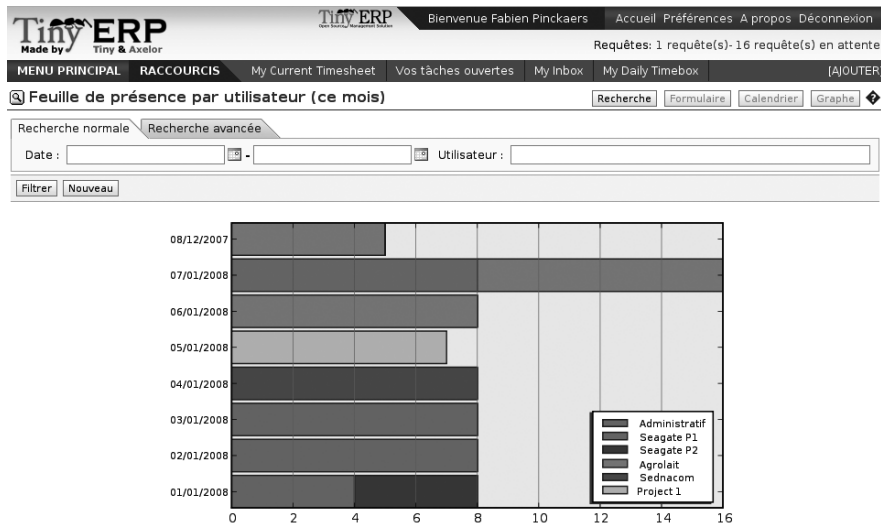 Tiny ERP
Made by Tiny & Axelor
Tiny ERP
Open Source Management Solution
Bienvenue Fabien Pinckaers
Accueil Préférences A propos Déconnexion
Requêtes: 1 requête(s)- 16 requête(s) en attente
MENU PRINCIPAL RACCOURCIS My Current Timesheet Vos tâches ouvertes My Inbox My Daily Timebox [AJOUTER
Feuille de présence par utilisateur (ce mois)
Recherche Formulaire Calendrier Graphe ?
Recherche normale Recherche avancée
Date : - Utilisateur :
Filtrer Nouveau
08/12/2007
07/01/2008
06/01/2008
05/01/2008
04/01/2008
03/01/2008
02/01/2008
01/01/2008
Administratif
Seagate P1
Seagate P2
Agrolait
Sednacom
Project 1
0 2 4 6 8 10 12 14 16